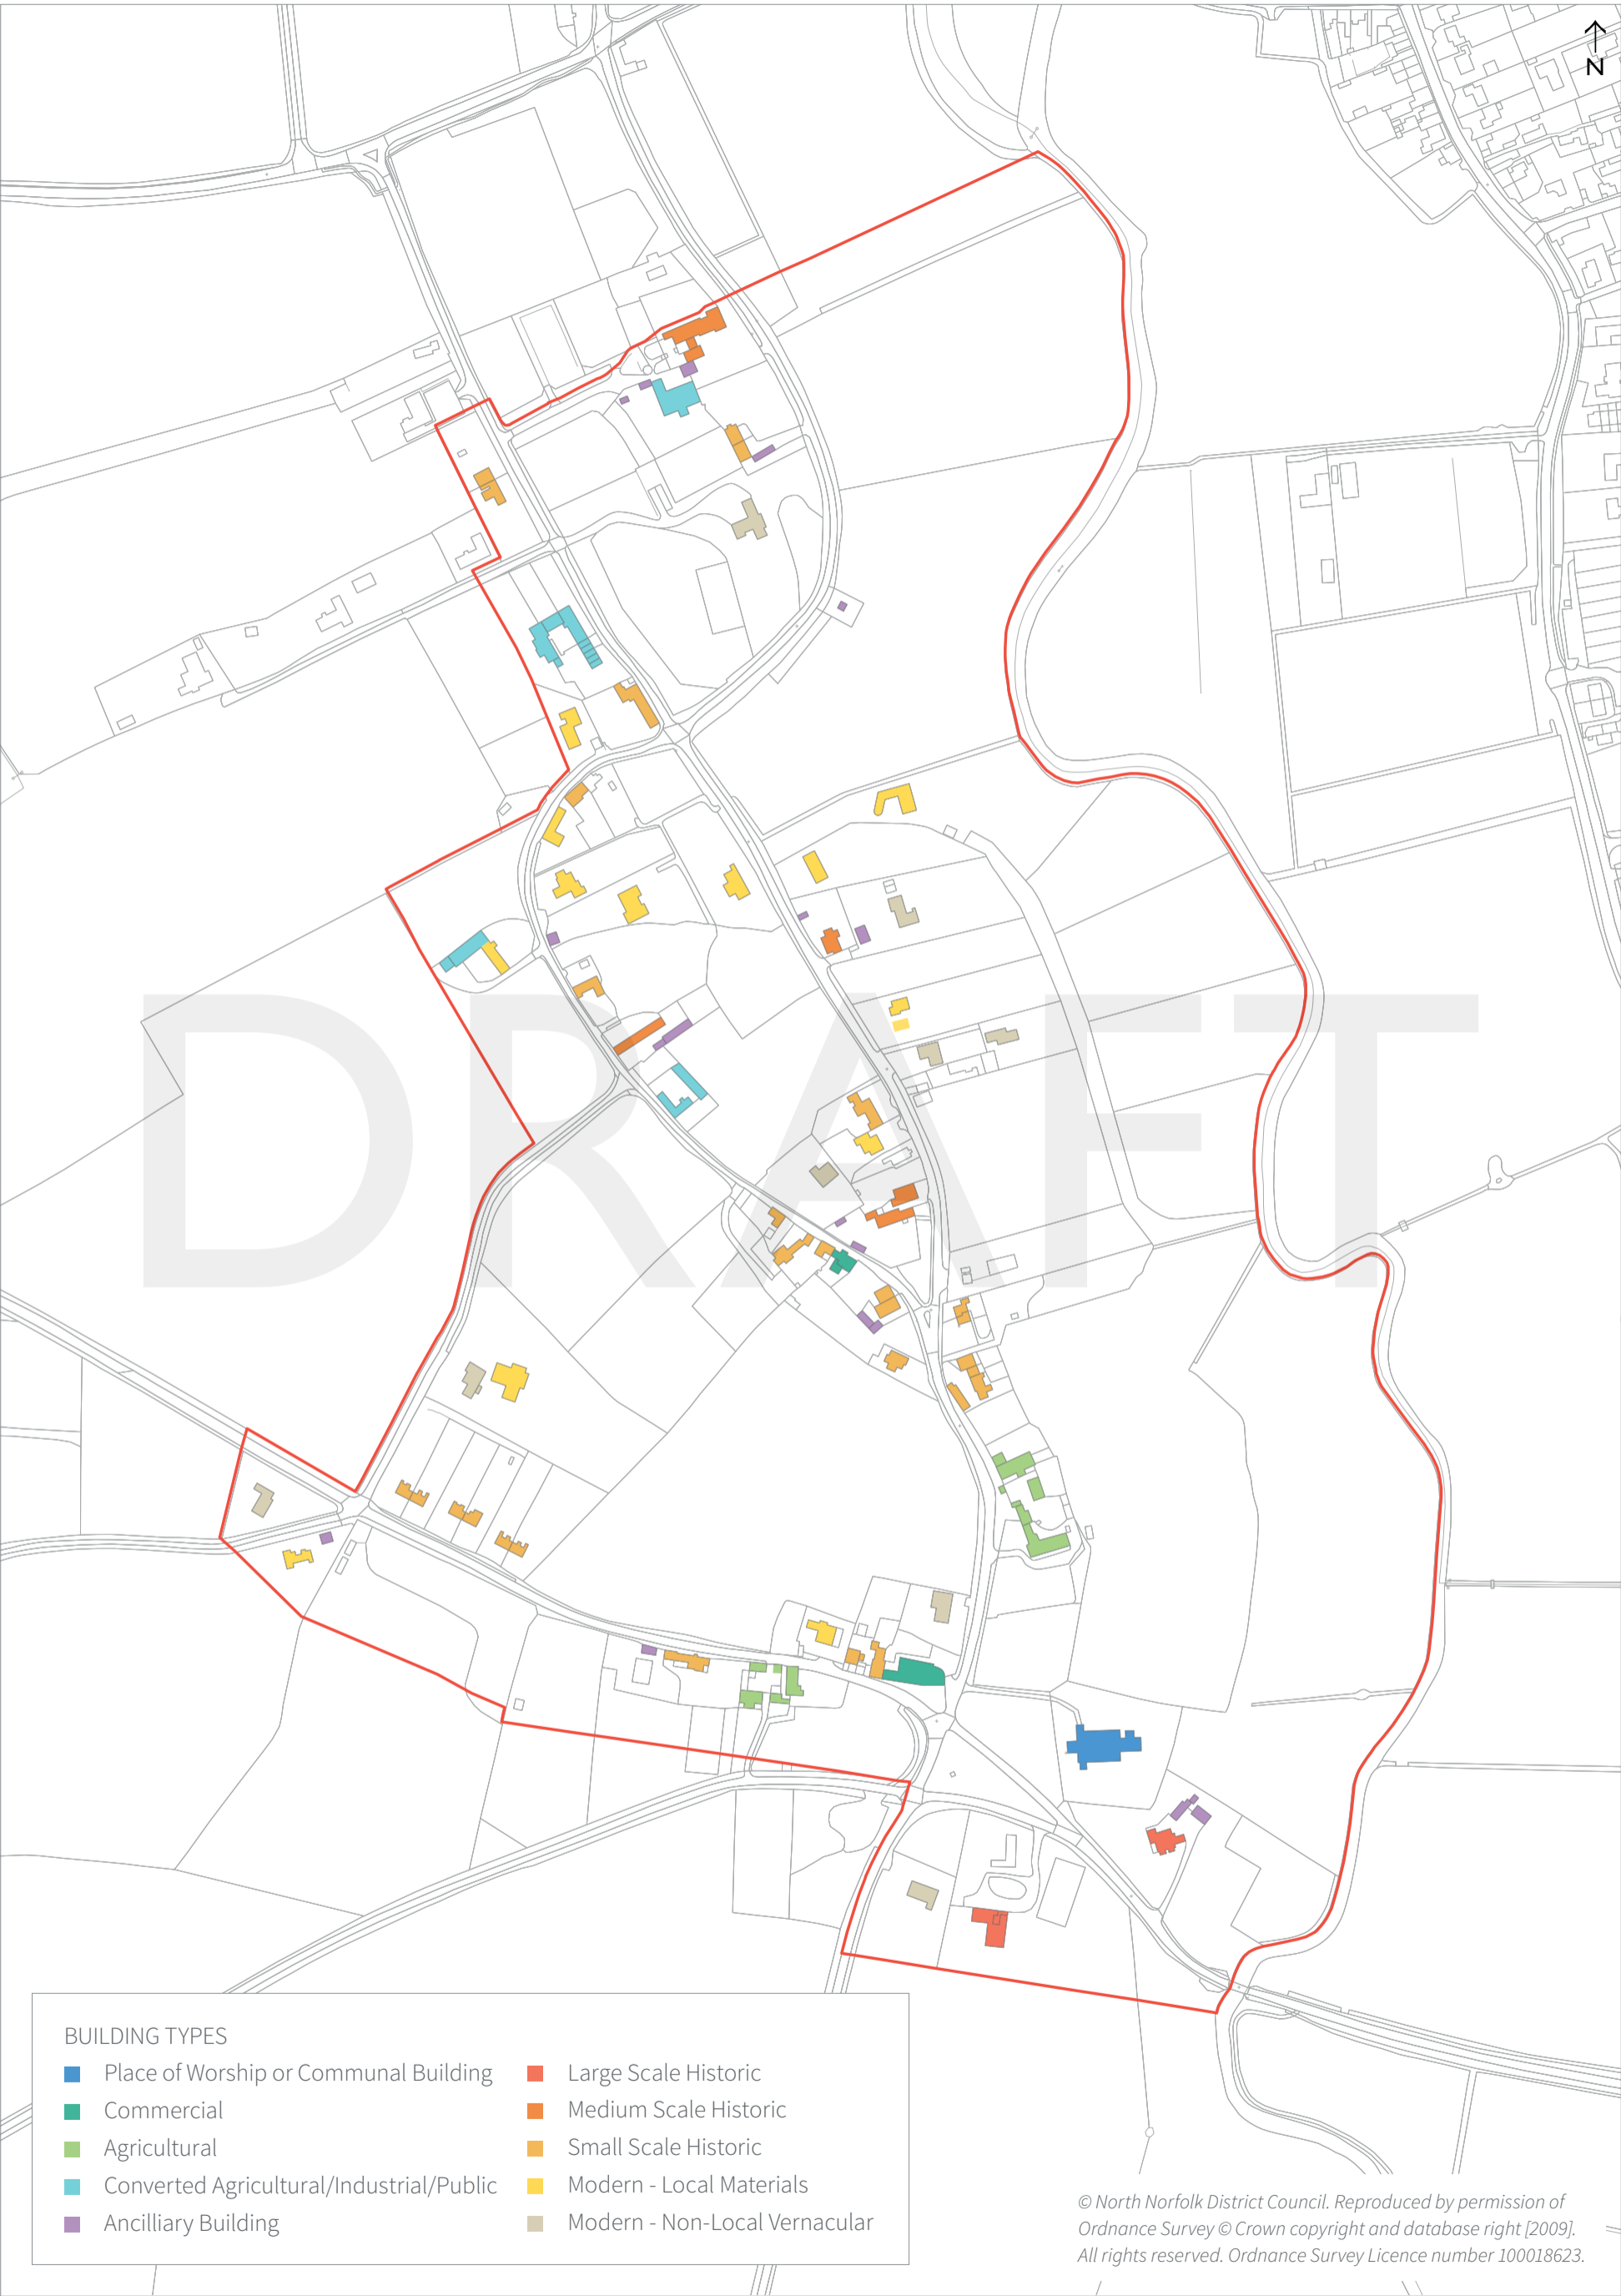 N
DRAFT
BUILDING TYPES
Place of Worship or Communal Building
Commercial
Agricultural
Converted Agricultural/Industrial/Public
Ancilliary Building
Large Scale Historic
Medium Scale Historic
Small Scale Historic
Modern - Local Materials
Modern - Non-Local Vernacular
© North Norfolk District Council. Reproduced by permission of
Ordnance Survey © Crown copyright and database right [2009].
All rights reserved. Ordnance Survey Licence number 100018623.